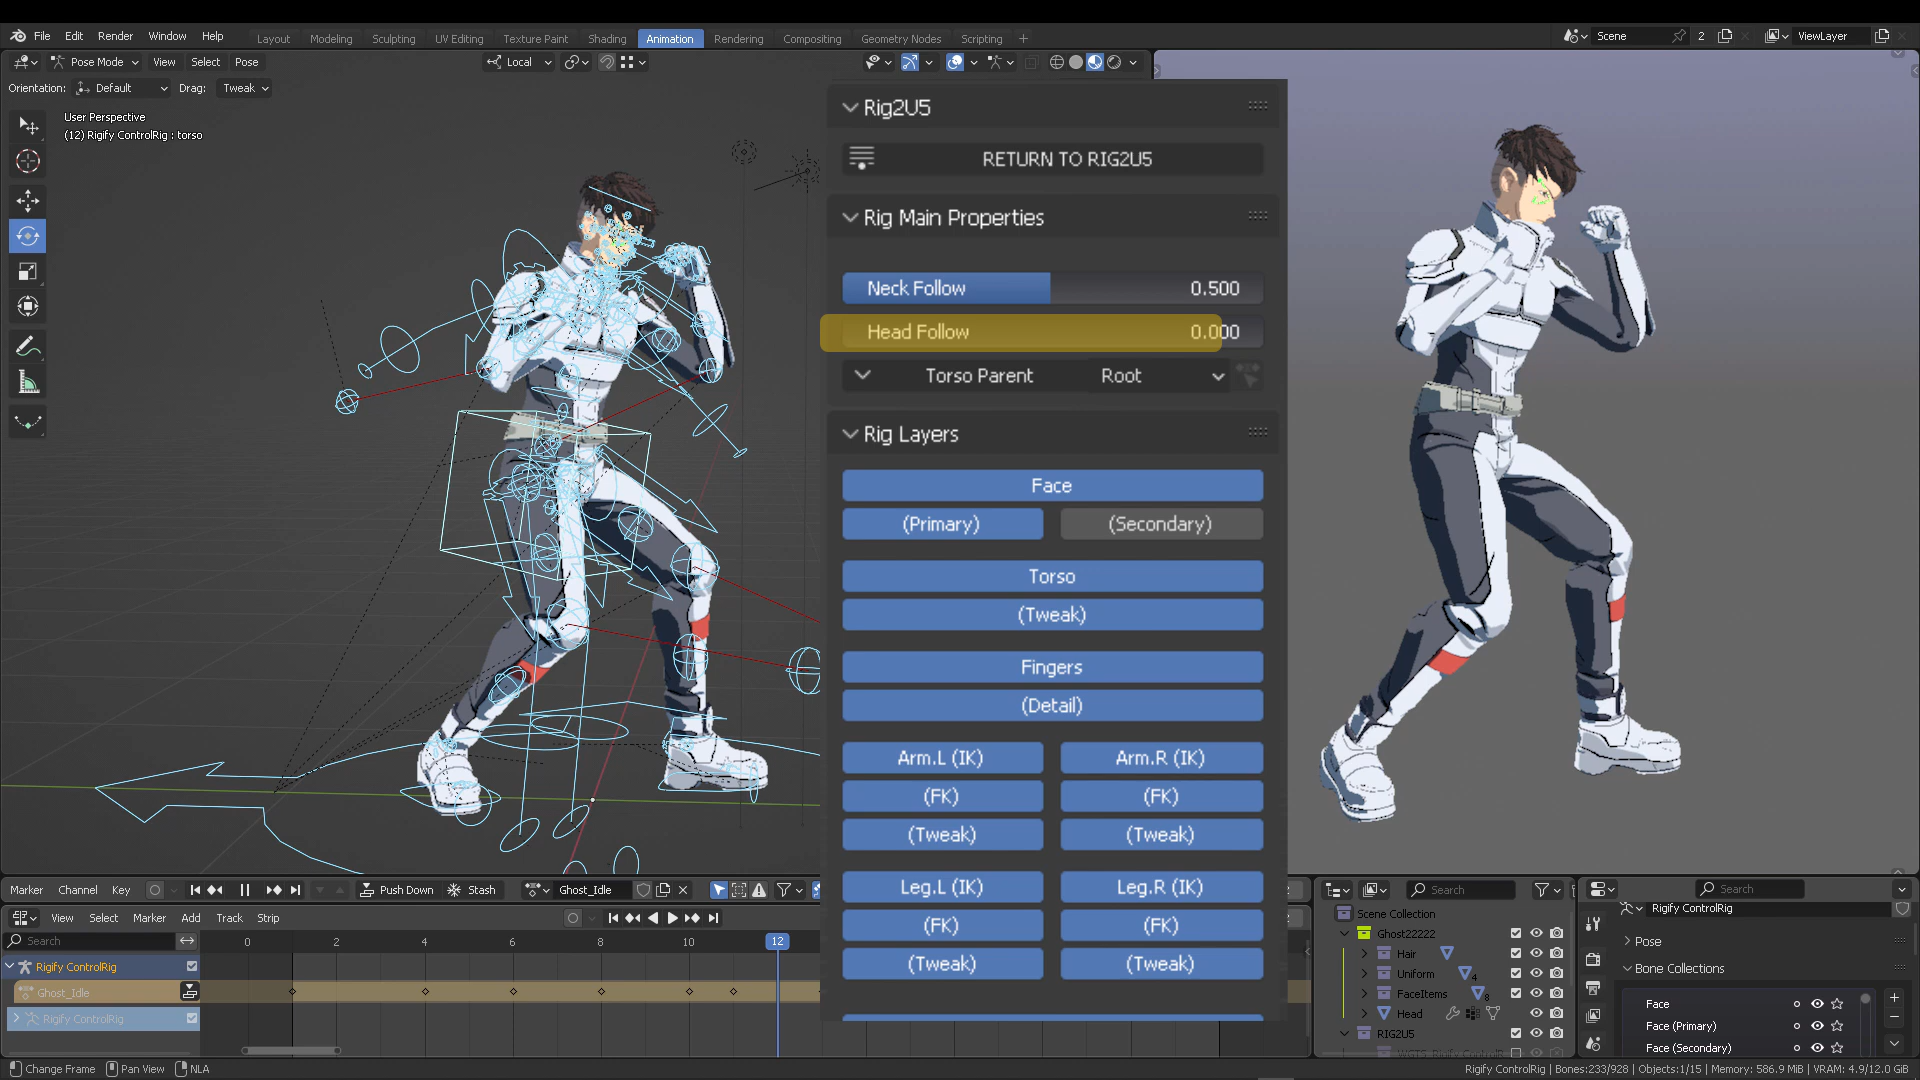 File Edit Render Window Help
Layout Modeling Sculpting UV Editing Texture Paint Shading Animation Rendering Compositing Geometry Nodes Scripting +
Scene 2 ViewLayer
Pose Mode View Select Pose Local
Orientation: Default Drag: Tweak
User Perspective
(12) Rigify ControlRig : torso
Rig2U5
RETURN TO RIG2U5
Rig Main Properties
Neck Follow 0.500
Head Follow 0.000
Torso Parent Root
Rig Layers
Face
(Primary) (Secondary)
Torso
(Tweak)
Fingers
(Detail)
Arm.L (IK) Arm.R (IK)
(FK) (FK)
(Tweak) (Tweak)
Leg.L (IK) Leg.R (IK)
(FK) (FK)
(Tweak) (Tweak)
Marker Channel Key Push Down Stash Ghost_Idle
View Select Marker Add Track Strip
Search 0 2 4 6 8 10 12
Rigify ControlRig
Ghost_Idle
Rigify ControlRig
Search
Scene Collection
Ghost22222
Hair
Uniform 4
FaceItems 8
Head
RIG2U5
Search
Rigify ControlRig
Pose
Bone Collections
Face
Face (Primary)
Face (Secondary)
Change Frame Pan View NLA
Rigify ControlRig | Bones:233/928 | Objects:1/15 | Memory: 586.9 MiB | VRAM: 4.9/12.0 GiB